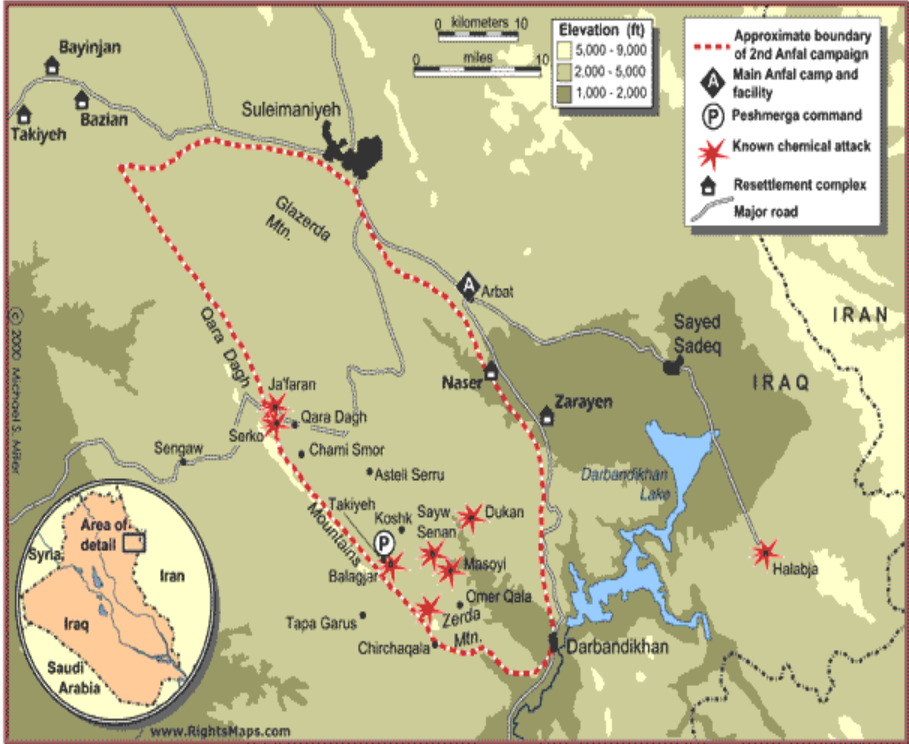 0 kilometers 10
0 miles 10
Elevation (ft)
5,000 - 9,000
2,000 - 5,000
1,000 - 2,000
Approximate boundary
of 2nd Anfal campaign
A
Main Anfal camp and
facility
P
Peshmerga command
Known chemical attack
Resettlement complex
Major road
Bayinjan
Takiyeh
Bazian
Suleimaniyeh
Glazerda
Mtn.
A
Arbat
Sayed
Sadeq
IRAN
IRAQ
Naser
Zarayen
Qara Dagh
Ja'faran
Qara Dagh
Serko
Chami Smor
Sengaw
Asteli Serru
Darbandikhan
Lake
Mountains
Takiyeh
Koshk
Sayw
Senan
Dukan
P
Balagjar
Masoyi
Halabja
Omer Qala
Zerda
Mtn.
Tapa Garus
Chirchaqala
Darbandikhan
Area of
detail
Syria
Iran
Iraq
Saudi
Arabia
© 2000 Michael S. Miller
www.RightsMaps.com